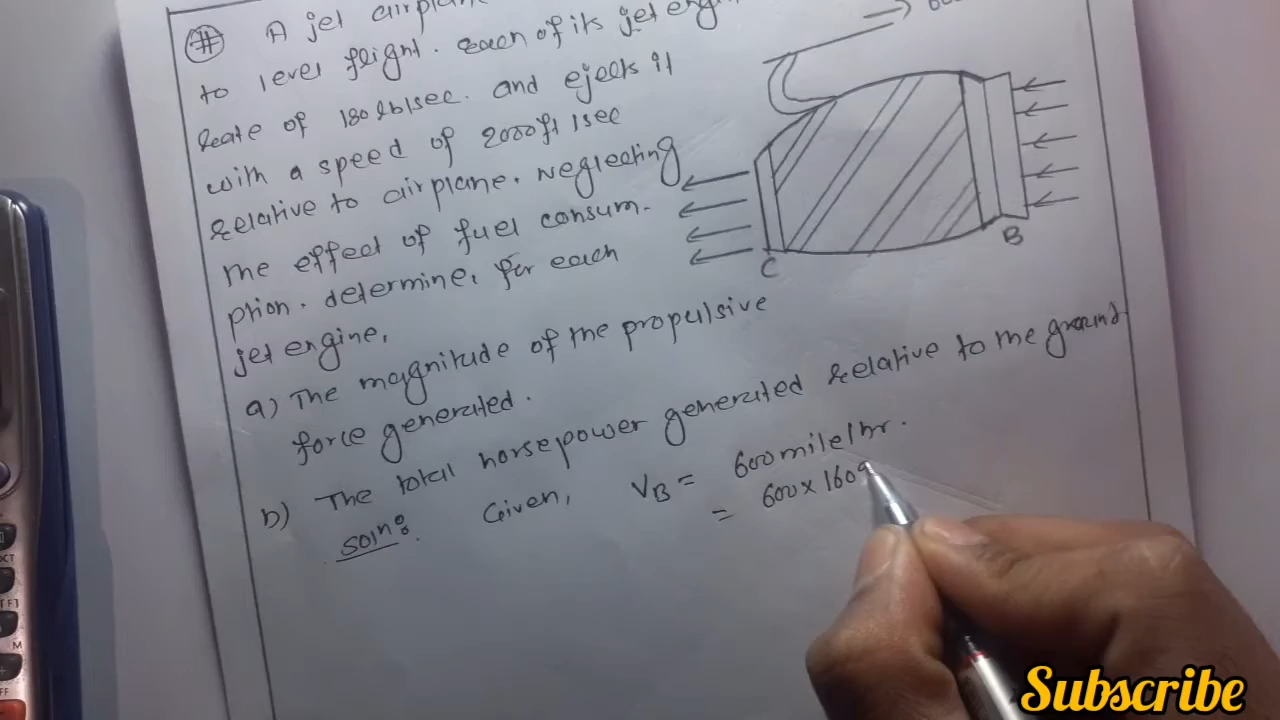 # A jet airplane
to level flight. each of its jet engin
Rate of 180 lb/sec. and ejects it
with a speed of 2000 ft/sec
Relative to airplane. Neglecting
the effect of fuel consum-
ption. determine, for each
jet engine,
a) The magnitude of the propulsive
force generated.
b) The total horsepower generated Relative to the ground
soln: Given, VB = 600 mile/hr.
= 600 x 1609
B
C
Subscribe